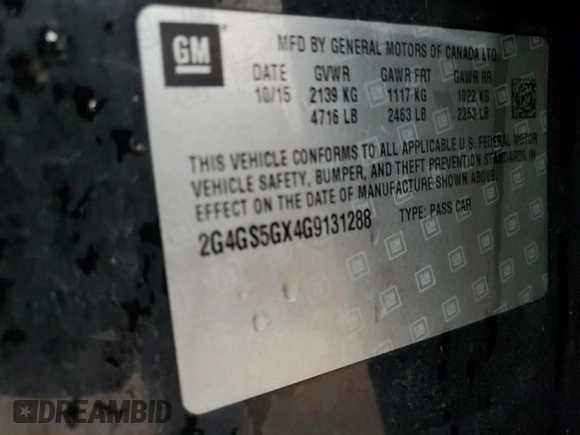 GM
MFD BY GENERAL MOTORS OF CANADA LTD.
DATE GVWR GAWR FRT GAWR RR
10/15 2139 KG 1117 KG 1022 KG
4716 LB 2463 LB 2253 LB
THIS VEHICLE CONFORMS TO ALL APPLICABLE U.S. FEDERAL MOTOR
VEHICLE SAFETY, BUMPER, AND THEFT PREVENTION STANDARDS IN
EFFECT ON THE DATE OF MANUFACTURE SHOWN ABOVE.
2G4GS5GX4G9131288 TYPE: PASS CAR
DREAMBID